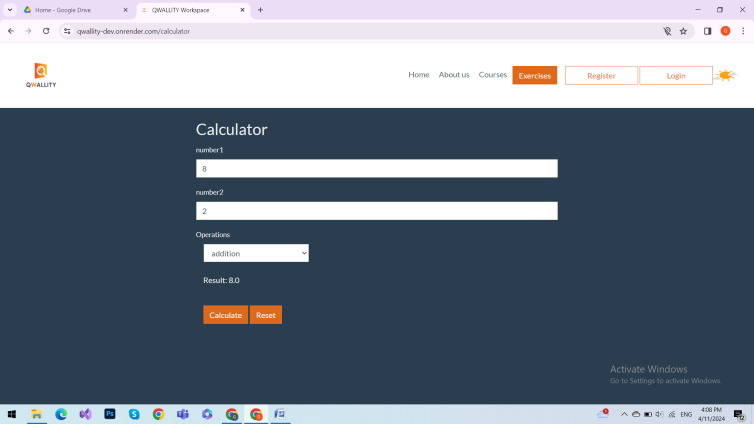 Home - Google Drive
QWALLITY Workspace
qwallity-dev.onrender.com/calculator
QWALLITY
Home About us Courses Exercises Register Login
Calculator
number1
8
number2
2
Operations
addition
Result: 8.0
Calculate Reset
Activate Windows
Go to Settings to activate Windows.
ENG
4:08 PM
4/11/2024